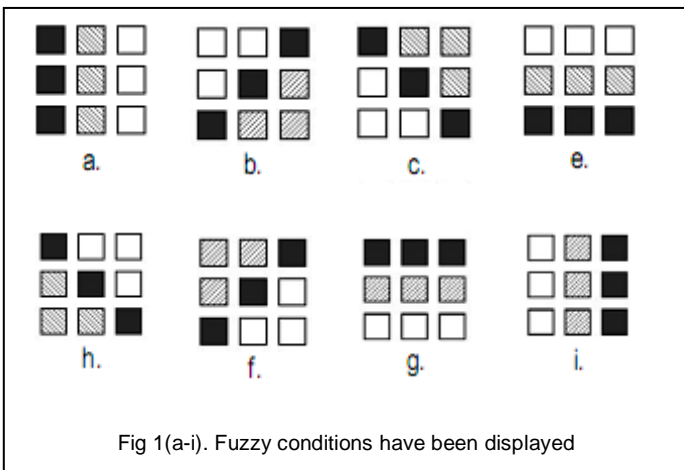 a.
b.
c.
e.
h.
f.
g.
i.
Fig 1(a-i). Fuzzy conditions have been displayed